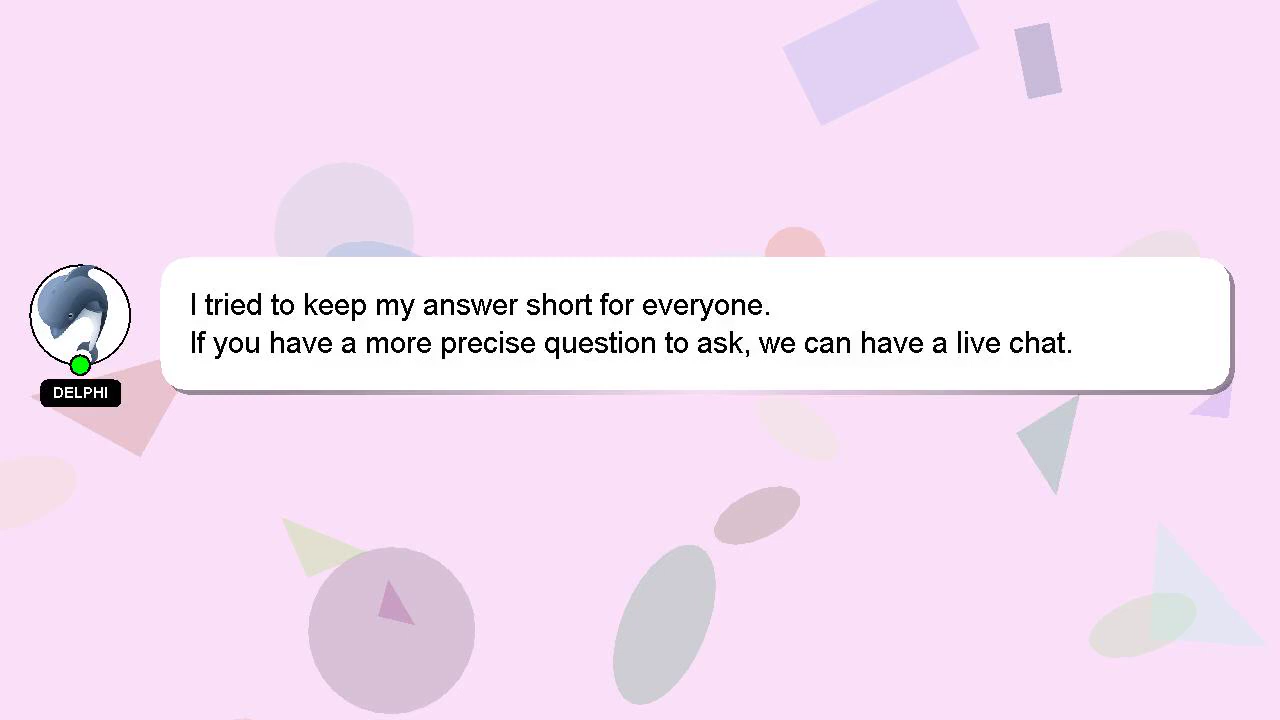 I tried to keep my answer short for everyone.
If you have a more precise question to ask, we can have a live chat.
DELPHI